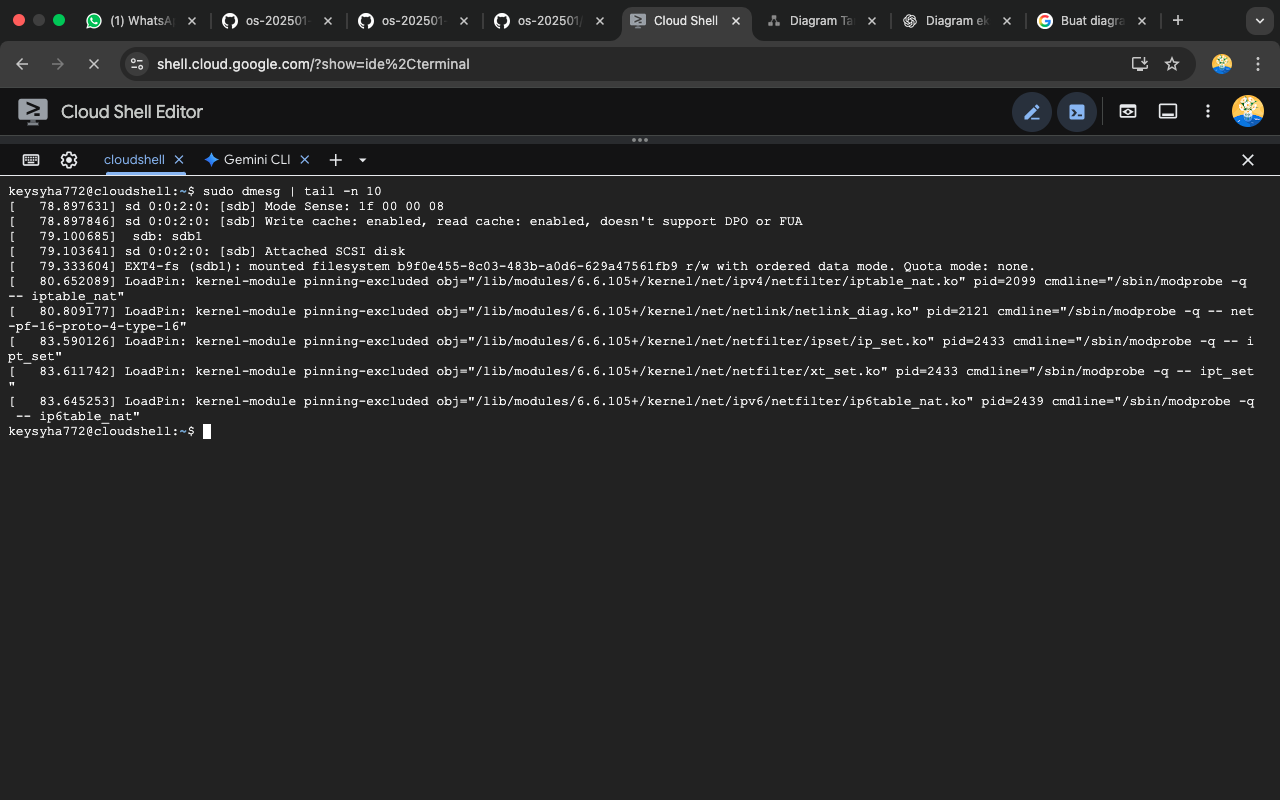 (1) WhatsA
os-202501-
os-202501-
os-202501/
Cloud Shell
Diagram Ta
Diagram ek
Buat diagra
shell.cloud.google.com/?show=ide%2Cterminal
Cloud Shell Editor
cloudshell
Gemini CLI
keysyha772@cloudshell:~$ sudo dmesg | tail -n 10
[   78.897631] sd 0:0:2:0: [sdb] Mode Sense: 1f 00 00 08
[   78.897846] sd 0:0:2:0: [sdb] Write cache: enabled, read cache: enabled, doesn't support DPO or FUA
[   79.100685]  sdb: sdb1
[   79.103641] sd 0:0:2:0: [sdb] Attached SCSI disk
[   79.333604] EXT4-fs (sdb1): mounted filesystem b9f0e455-8c03-483b-a0d6-629a47561fb9 r/w with ordered data mode. Quota mode: none.
[   80.652089] LoadPin: kernel-module pinning-excluded obj="/lib/modules/6.6.105+/kernel/net/ipv4/netfilter/iptable_nat.ko" pid=2099 cmdline="/sbin/modprobe -q
-- iptable_nat"
[   80.809177] LoadPin: kernel-module pinning-excluded obj="/lib/modules/6.6.105+/kernel/net/netlink/netlink_diag.ko" pid=2121 cmdline="/sbin/modprobe -q -- net
-pf-16-proto-4-type-16"
[   83.590126] LoadPin: kernel-module pinning-excluded obj="/lib/modules/6.6.105+/kernel/net/netfilter/ipset/ip_set.ko" pid=2433 cmdline="/sbin/modprobe -q -- i
pt_set"
[   83.611742] LoadPin: kernel-module pinning-excluded obj="/lib/modules/6.6.105+/kernel/net/netfilter/xt_set.ko" pid=2433 cmdline="/sbin/modprobe -q -- ipt_set
"
[   83.645253] LoadPin: kernel-module pinning-excluded obj="/lib/modules/6.6.105+/kernel/net/ipv6/netfilter/ip6table_nat.ko" pid=2439 cmdline="/sbin/modprobe -q
 -- ip6table_nat"
keysyha772@cloudshell:~$